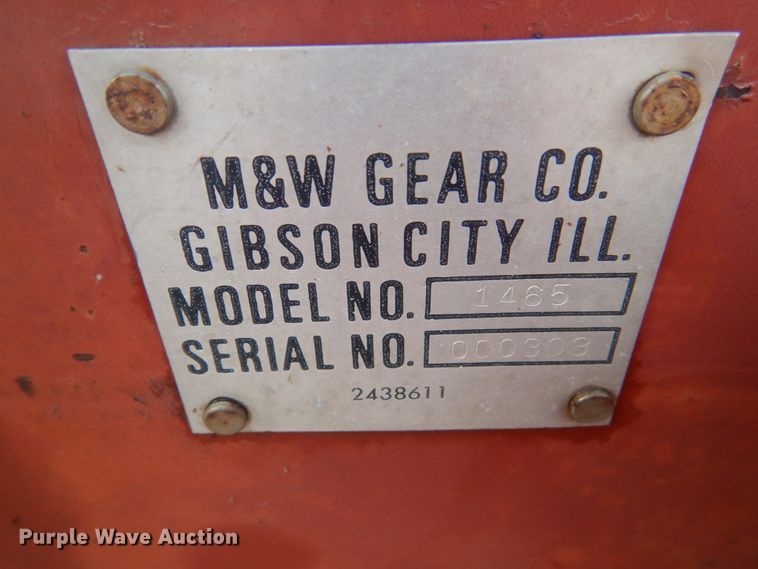 M&W GEAR CO.
GIBSON CITY ILL.
MODEL NO. 1465
SERIAL NO. 000303
2438611
Purple Wave Auction